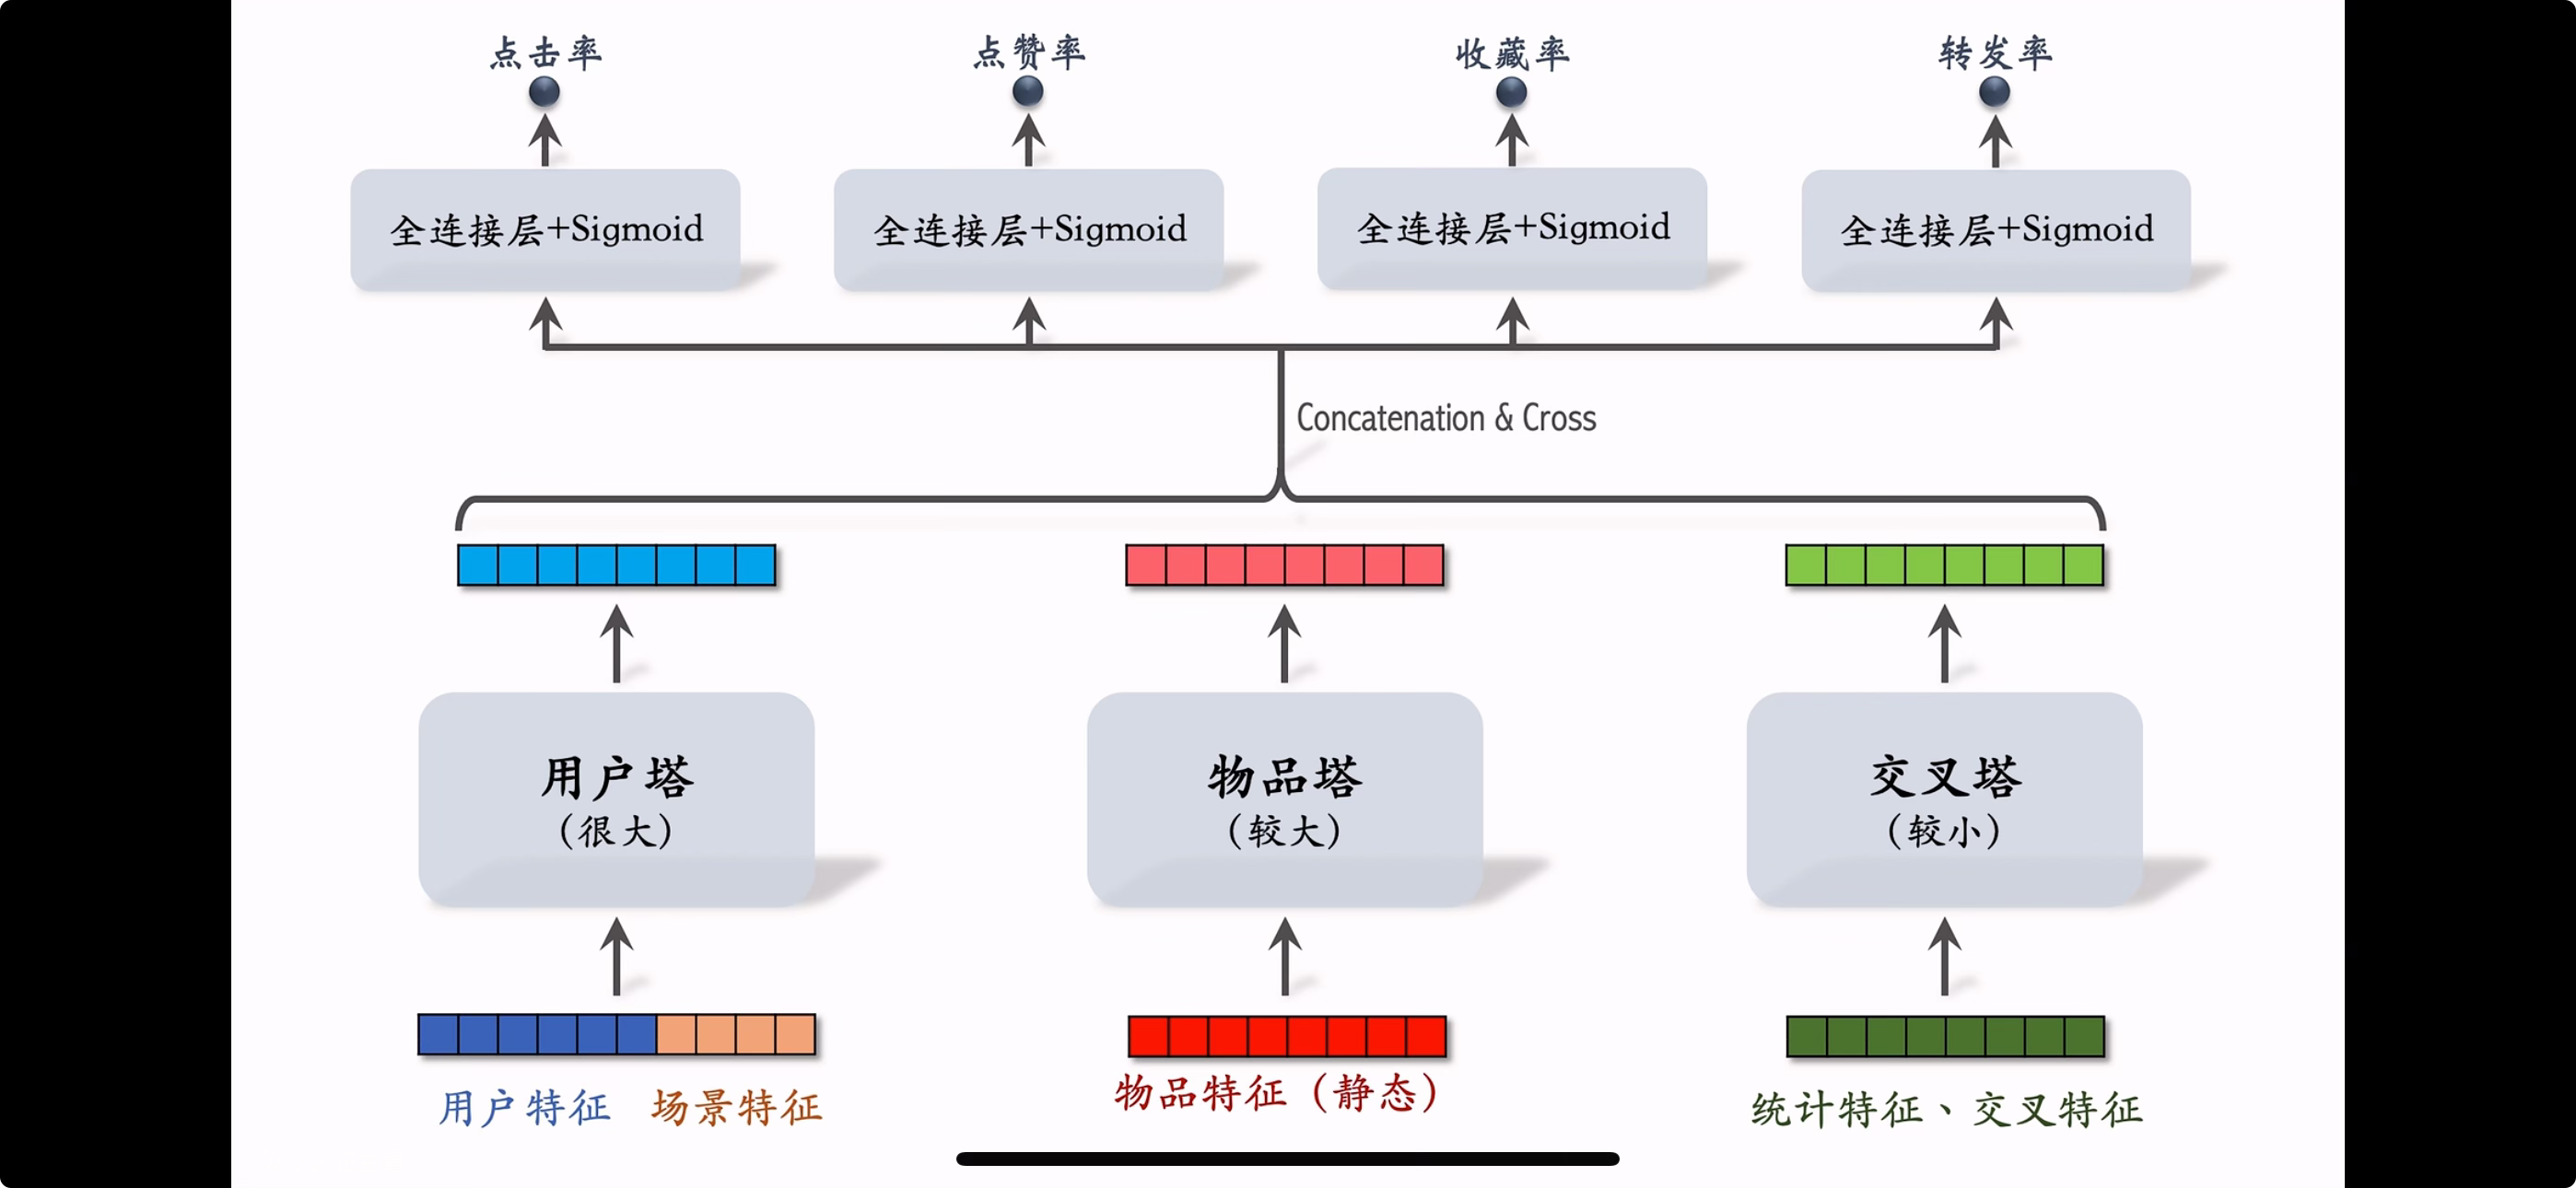 点击率
点赞率
收藏率
转发率
全连接层+Sigmoid
全连接层+Sigmoid
全连接层+Sigmoid
全连接层+Sigmoid
Concatenation & Cross
用户塔
（很大）
物品塔
（较大）
交叉塔
（较小）
用户特征
场景特征
物品特征（静态）
统计特征、交叉特征